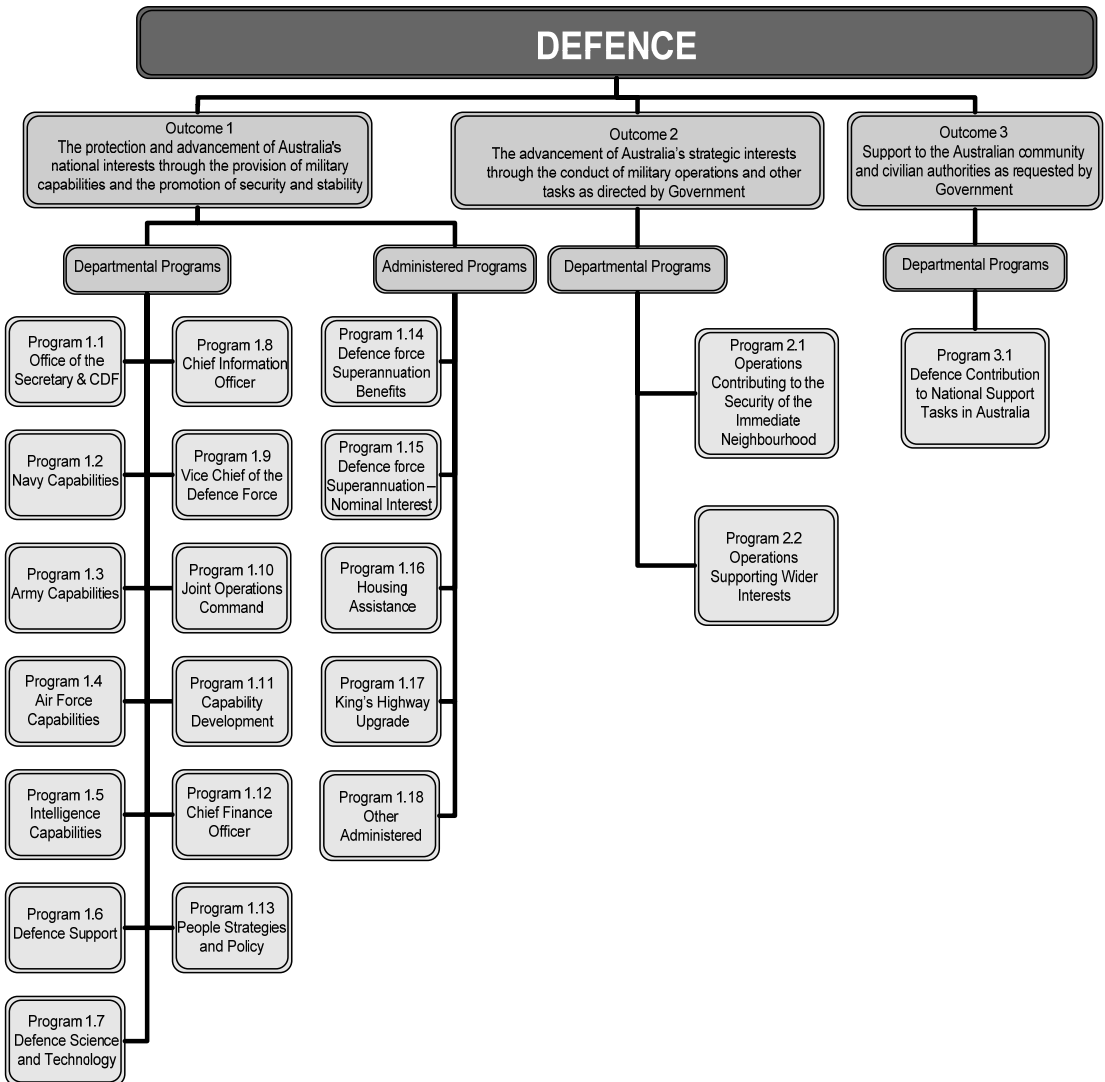 DEFENCE
Outcome 1
The protection and advancement of Australia's
national interests through the provision of military
capabilities and the promotion of security and stability
Outcome 2
The advancement of Australia's strategic interests
through the conduct of military operations and other
tasks as directed by Government
Outcome 3
Support to the Australian community
and civilian authorities as requested by
Government
Departmental Programs
Administered Programs
Departmental Programs
Departmental Programs
Program 1.1
Office of the
Secretary & CDF
Program 1.2
Navy Capabilities
Program 1.3
Army Capabilities
Program 1.4
Air Force
Capabilities
Program 1.5
Intelligence
Capabilities
Program 1.6
Defence Support
Program 1.7
Defence Science
and Technology
Program 1.8
Chief Information
Officer
Program 1.9
Vice Chief of the
Defence Force
Program 1.10
Joint Operations
Command
Program 1.11
Capability
Development
Program 1.12
Chief Finance
Officer
Program 1.13
People Strategies
and Policy
Program 1.14
Defence force
Superannuation
Benefits
Program 1.15
Defence force
Superannuation–
Nominal Interest
Program 1.16
Housing
Assistance
Program 1.17
King's Highway
Upgrade
Program 1.18
Other
Administered
Program 2.1
Operations
Contributing to the
Security of the
Immediate
Neighbourhood
Program 2.2
Operations
Supporting Wider
Interests
Program 3.1
Defence Contribution
to National Support
Tasks in Australia